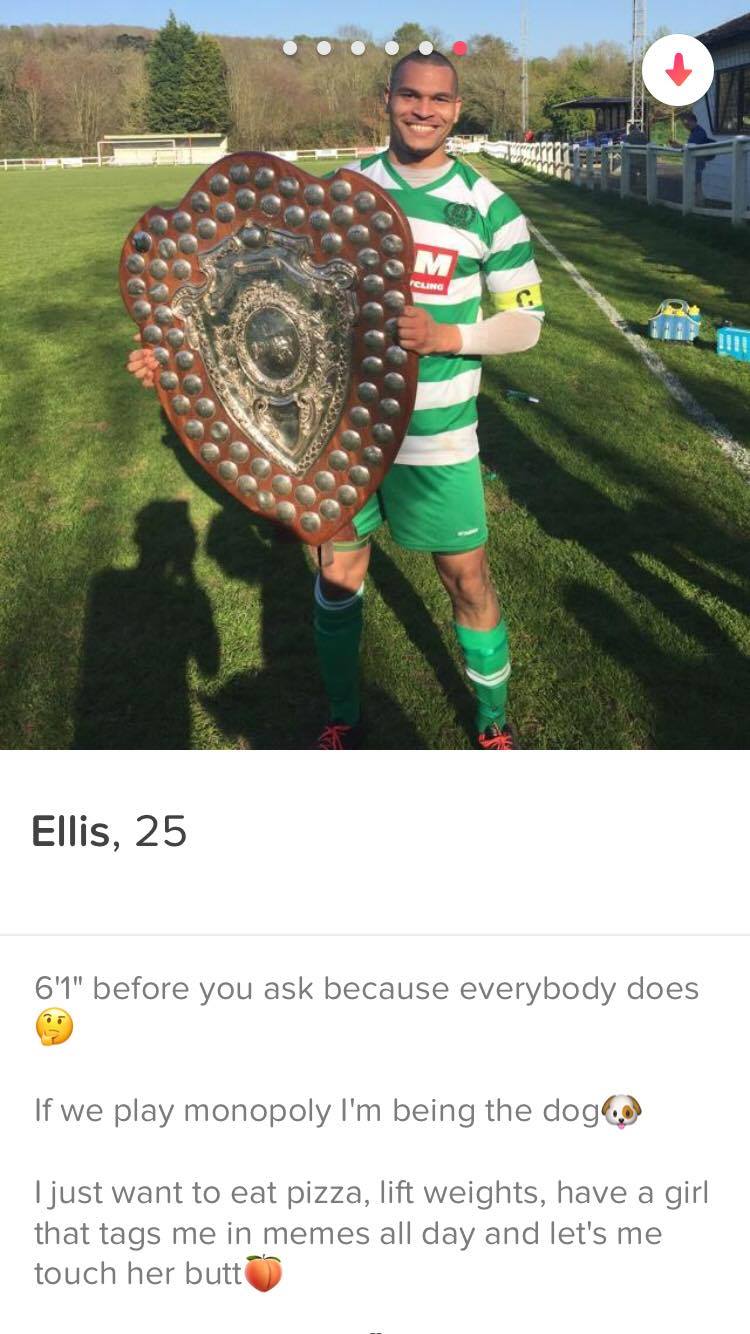 M
CLING
C
Ellis, 25
6'1" before you ask because everybody does
🤔
If we play monopoly I'm being the dog🐶
I just want to eat pizza, lift weights, have a girl
that tags me in memes all day and let's me
touch her butt🍑